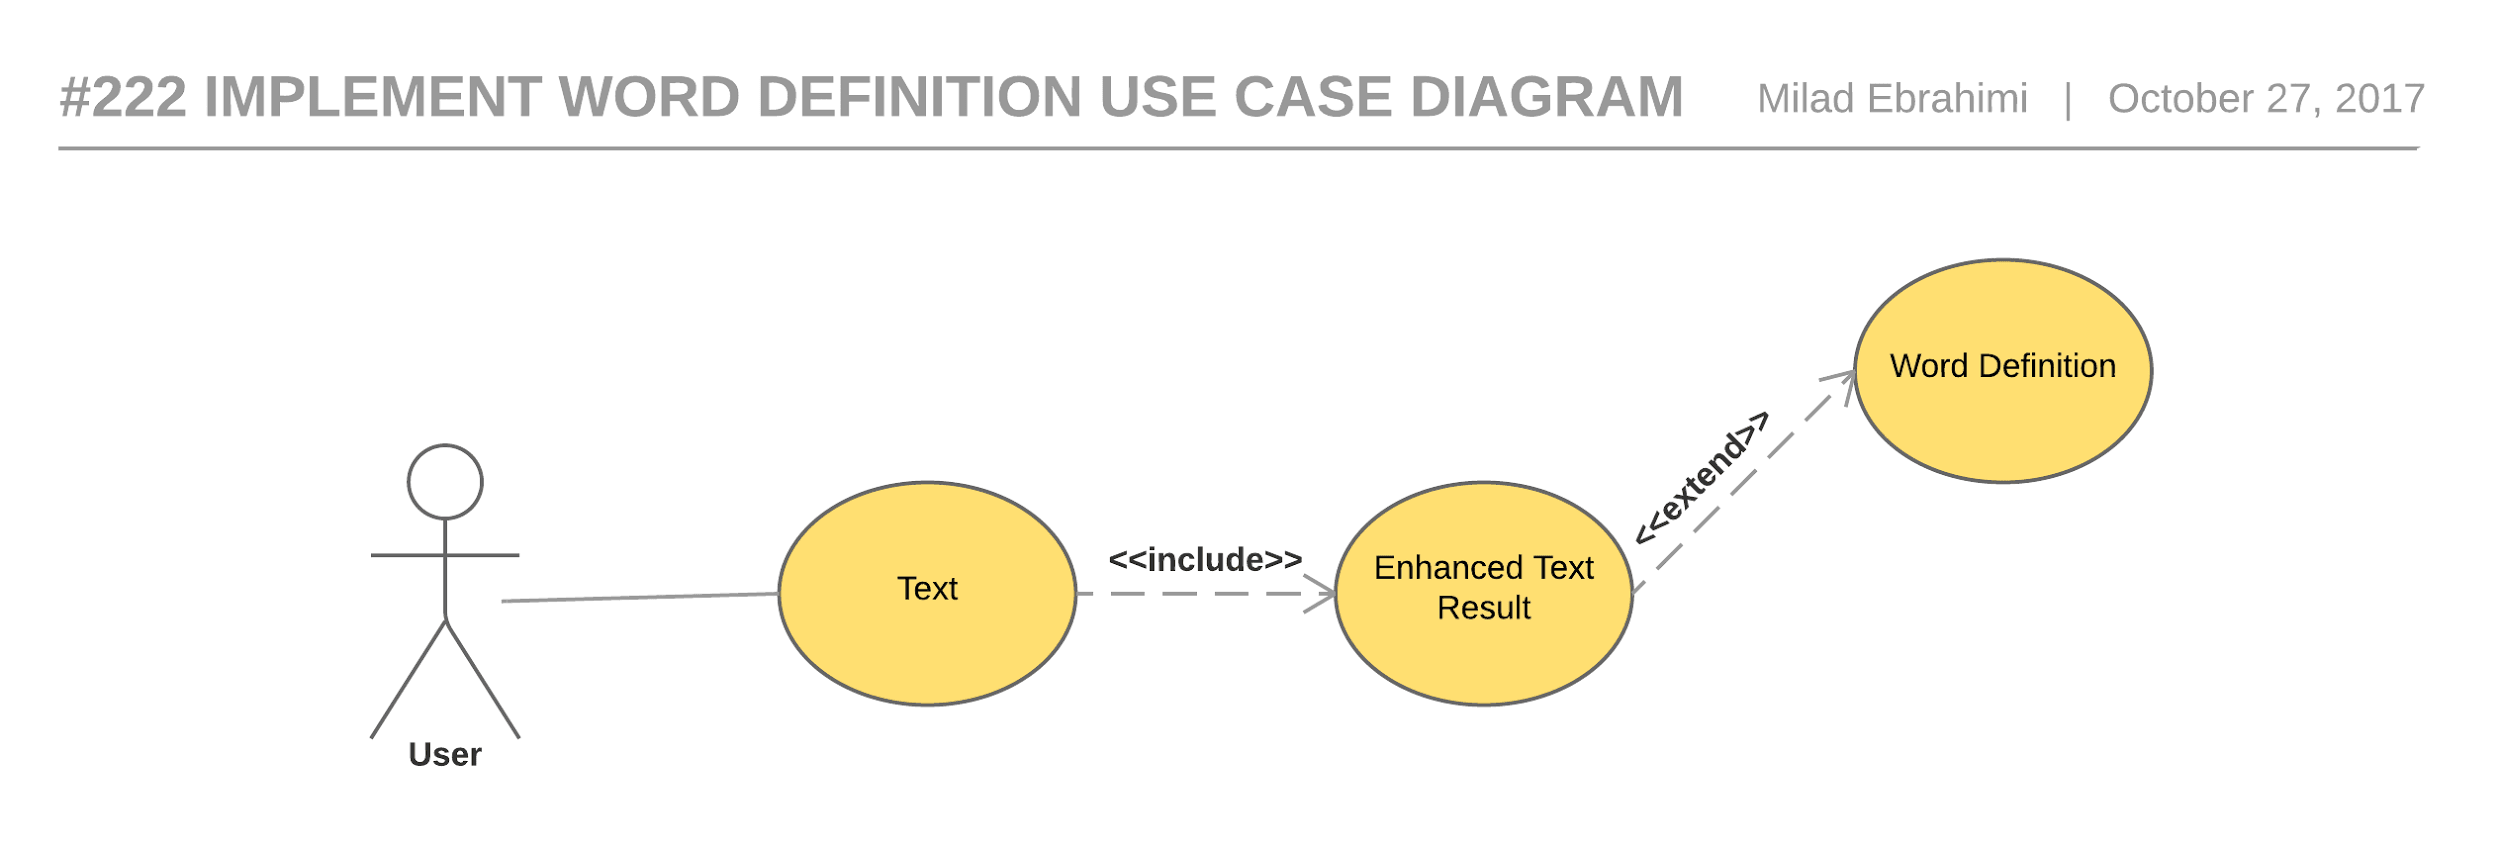 #222 IMPLEMENT WORD DEFINITION USE CASE DIAGRAM
Milad Ebrahimi | October 27, 2017
Word Definition
<<extend>>
<<include>>
Text
Enhanced Text
Result
User